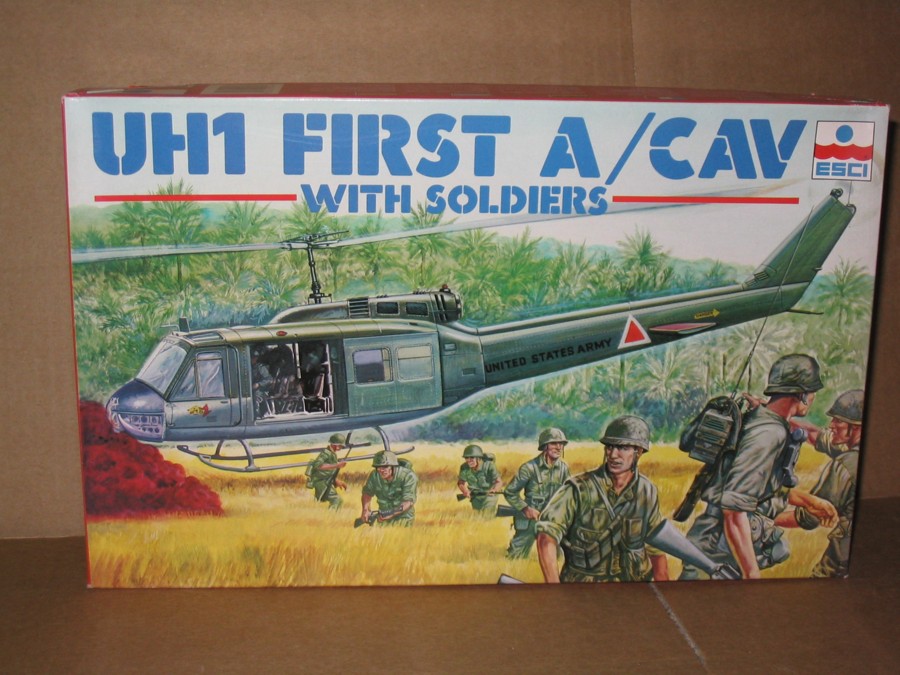 UH1 FIRST A/CAV
WITH SOLDIERS
ESCI
UNITED STATES ARMY